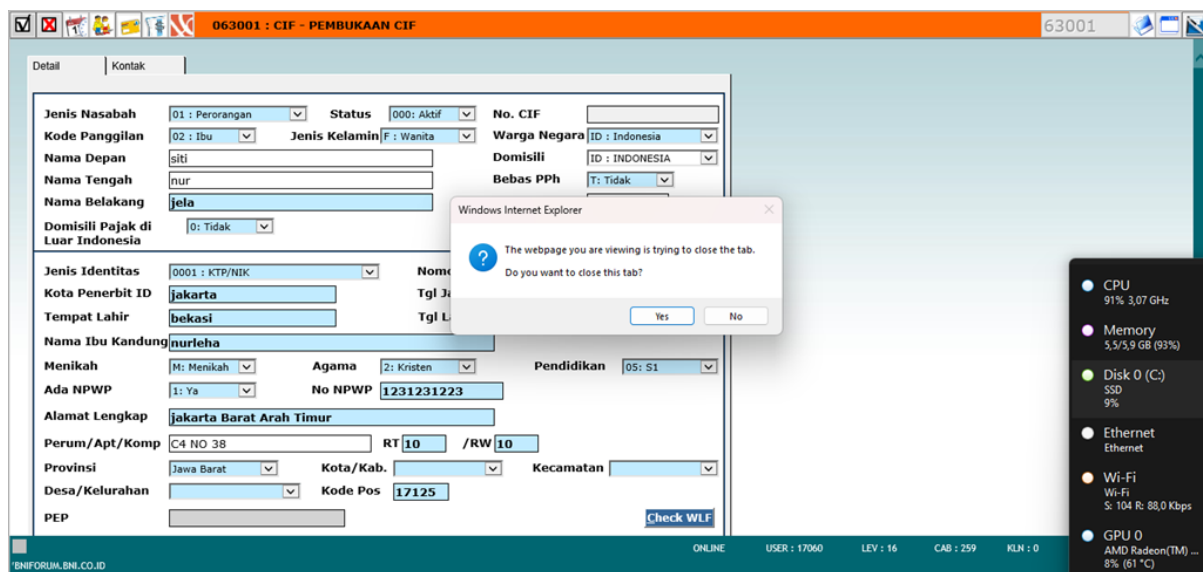 063001 : CIF - PEMBUKAAN CIF
63001
Detail
Kontak
Jenis Nasabah 01 : Perorangan Status 000: Aktif No. CIF
Kode Panggilan 02 : Ibu Jenis Kelamin F : Wanita Warga Negara ID : Indonesia
Nama Depan siti Domisili ID : INDONESIA
Nama Tengah nur Bebas PPh T: Tidak
Nama Belakang jela
Domisili Pajak di 0: Tidak
Luar Indonesia
Windows Internet Explorer
The webpage you are viewing is trying to close the tab.
Do you want to close this tab?
Yes No
Jenis Identitas 0001 : KTP/NIK
Kota Penerbit ID jakarta Tgl
Tempat Lahir bekasi Tgl
Nama Ibu Kandung nurleha
Menikah M: Menikah Agama 2: Kristen Pendidikan 05: S1
Ada NPWP 1: Ya No NPWP 1231231223
Alamat Lengkap jakarta Barat Arah Timur
Perum/Apt/Komp C4 NO 38 RT 10 /RW 10
Provinsi Jawa Barat Kota/Kab. Kecamatan
Desa/Kelurahan Kode Pos 17125
PEP Check WLF
ONLINE USER : 17060 LEV : 16 CAB : 259 KLN : 0
'BNIFORUM.BNI.CO.ID
CPU
91% 3,07 GHz
Memory
5,5/5,9 GB (93%)
Disk 0 (C:)
SSD
9%
Ethernet
Ethernet
Wi-Fi
Wi-Fi
S: 104 R: 88,0 Kbps
GPU 0
AMD Radeon(TM) ...
8% (61 °C)